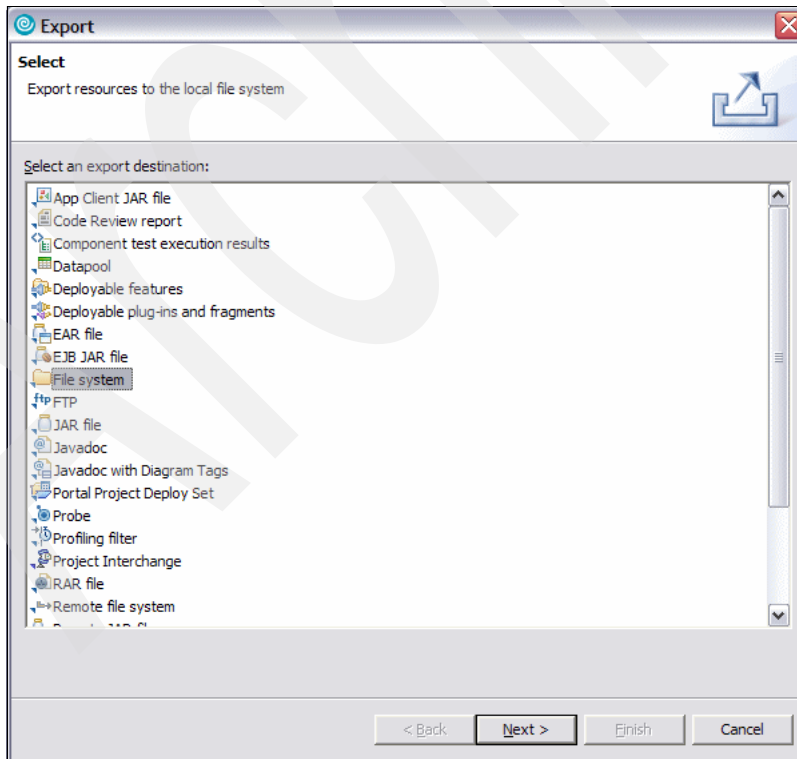 Export
Select
Export resources to the local file system
Select an export destination:
App Client JAR file
Code Review report
Component test execution results
Datapool
Deployable features
Deployable plug-ins and fragments
EAR file
EJB JAR file
File system
ftp FTP
JAR file
Javadoc
Javadoc with Diagram Tags
Portal Project Deploy Set
Probe
Profiling filter
Project Interchange
RAR file
Remote file system
< Back Next > Finish Cancel